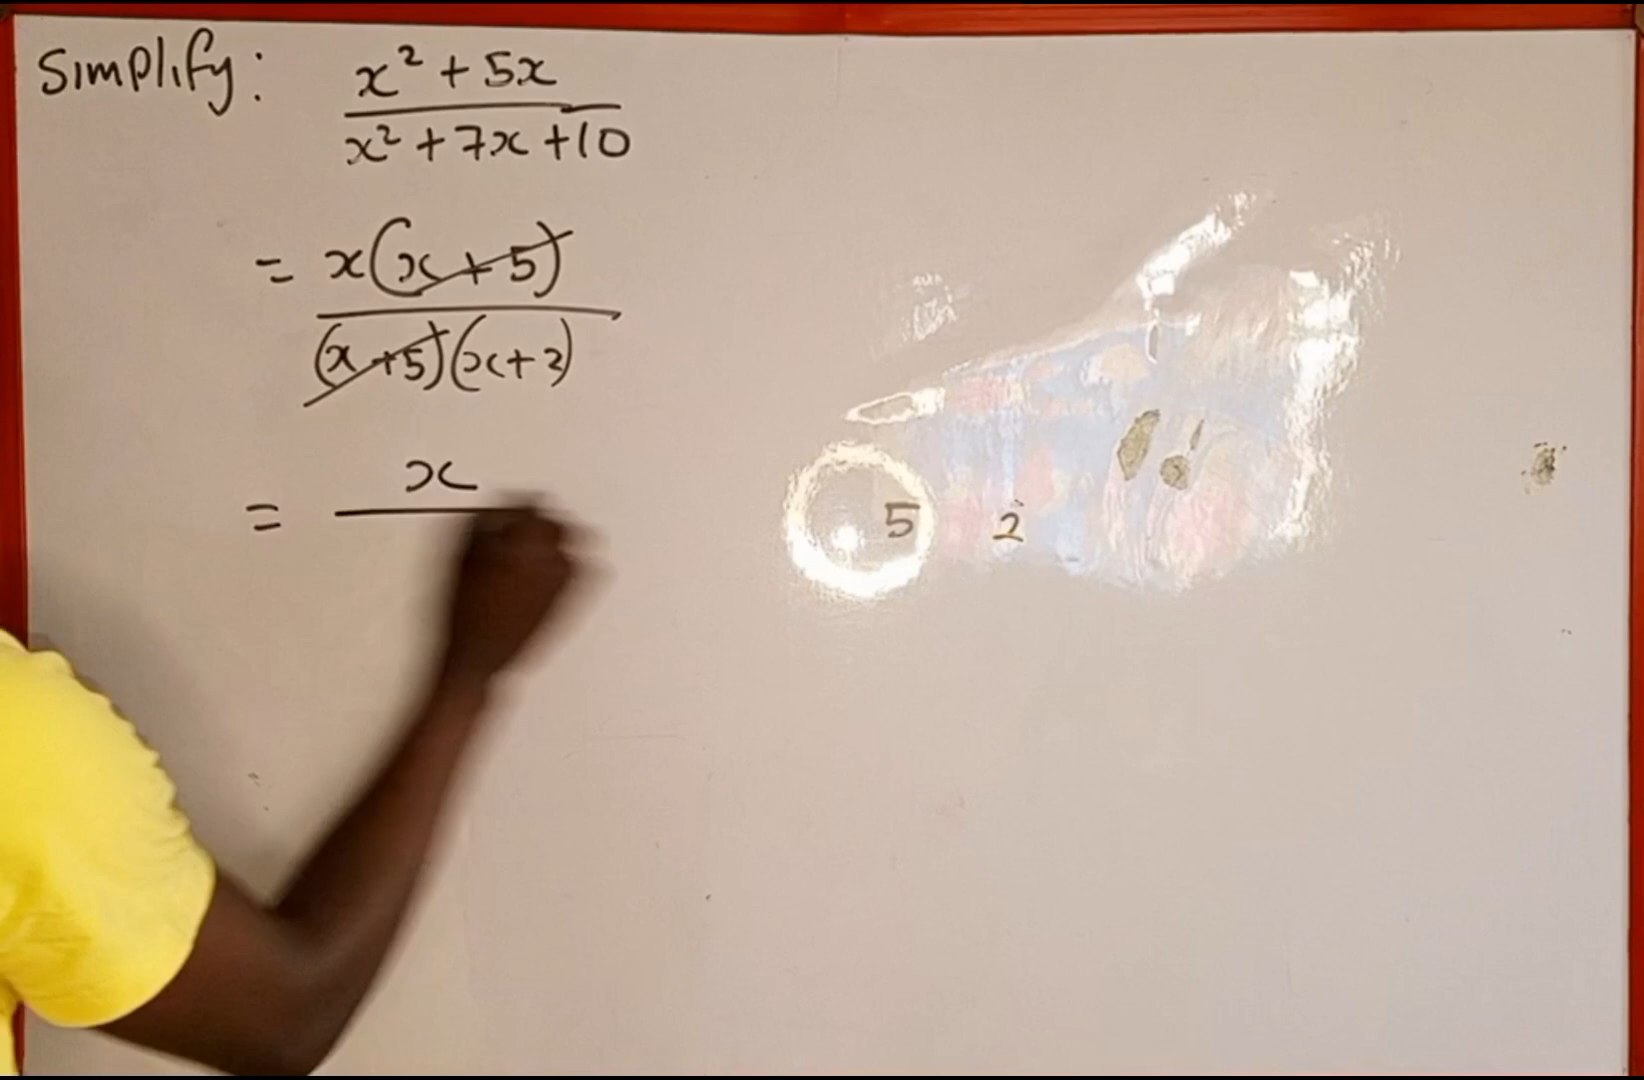 Simplify: x² + 5x
x² + 7x + 10
= x(x + 5)
(x + 5)(x + 2)
= x
5 2